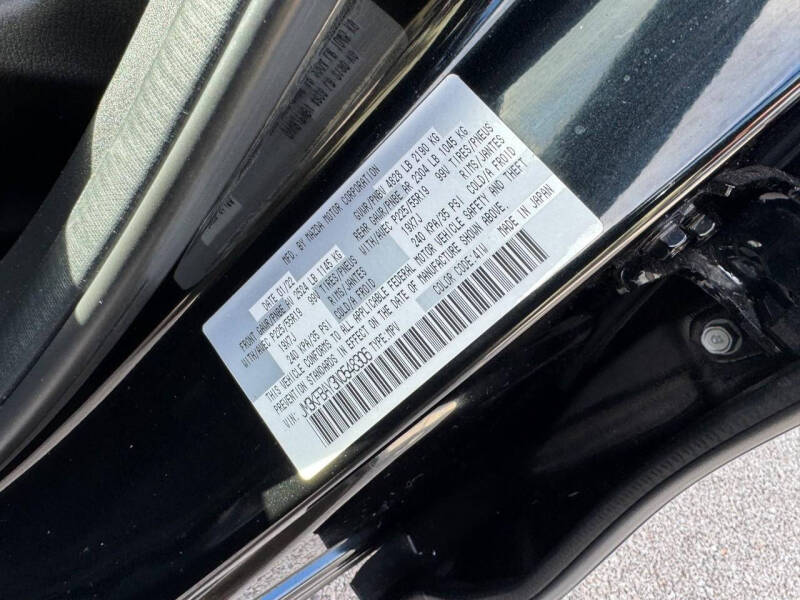 MFG. BY MAZDA MOTOR CORPORATION
DATE 01/22 GVWR/PNBV 4828 LB 2190 KG
FRONT GAWR/PNBE AV 2524 LB 1145 KG REAR GAWR/PNBE AR 2204 LB 1045 KG
WITH/AVEC P225/55R19 99V TIRES/PNEUS WITH/AVEC P225/55R19 99V TIRES/PNEUS
19X7J RIMS/JANTES 19X7J RIMS/JANTES
240 KPA/35 PSI COLD/A FROID 240 KPA/35 PSI COLD/A FROID
THIS VEHICLE CONFORMS TO ALL APPLICABLE FEDERAL MOTOR VEHICLE SAFETY AND THEFT
PREVENTION STANDARDS IN EFFECT ON THE DATE OF MANUFACTURE SHOWN ABOVE.
VIN: TYPE:MPV COLOR CODE:41V MADE IN JAPAN